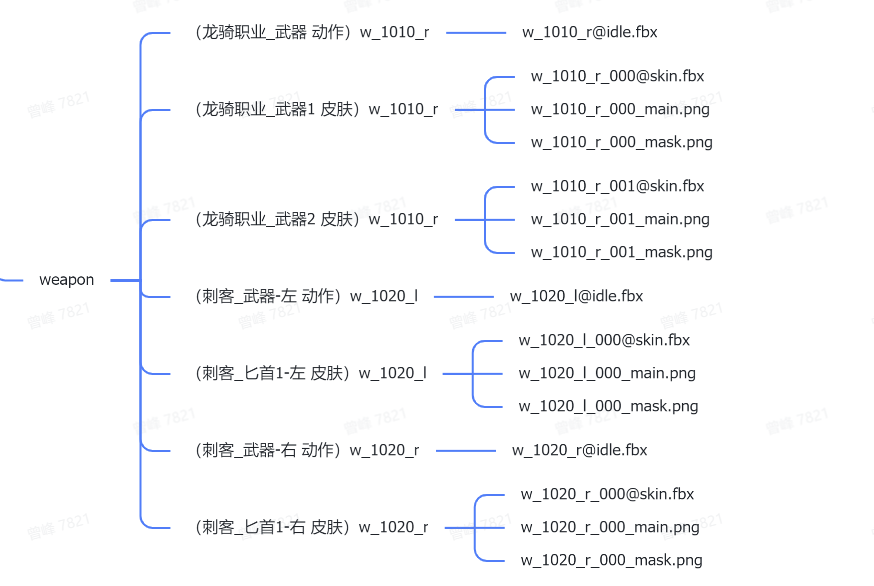 （龙骑职业_武器 动作）w_1010_r
w_1010_r@idle.fbx
（龙骑职业_武器1 皮肤）w_1010_r
w_1010_r_000@skin.fbx
w_1010_r_000_main.png
w_1010_r_000_mask.png
（龙骑职业_武器2 皮肤）w_1010_r
w_1010_r_001@skin.fbx
w_1010_r_001_main.png
w_1010_r_001_mask.png
weapon
（刺客_武器-左 动作）w_1020_l
w_1020_l@idle.fbx
（刺客_匕首1-左 皮肤）w_1020_l
w_1020_l_000@skin.fbx
w_1020_l_000_main.png
w_1020_l_000_mask.png
（刺客_武器-右 动作）w_1020_r
w_1020_r@idle.fbx
（刺客_匕首1-右 皮肤）w_1020_r
w_1020_r_000@skin.fbx
w_1020_r_000_main.png
w_1020_r_000_mask.png
曾峰 7821